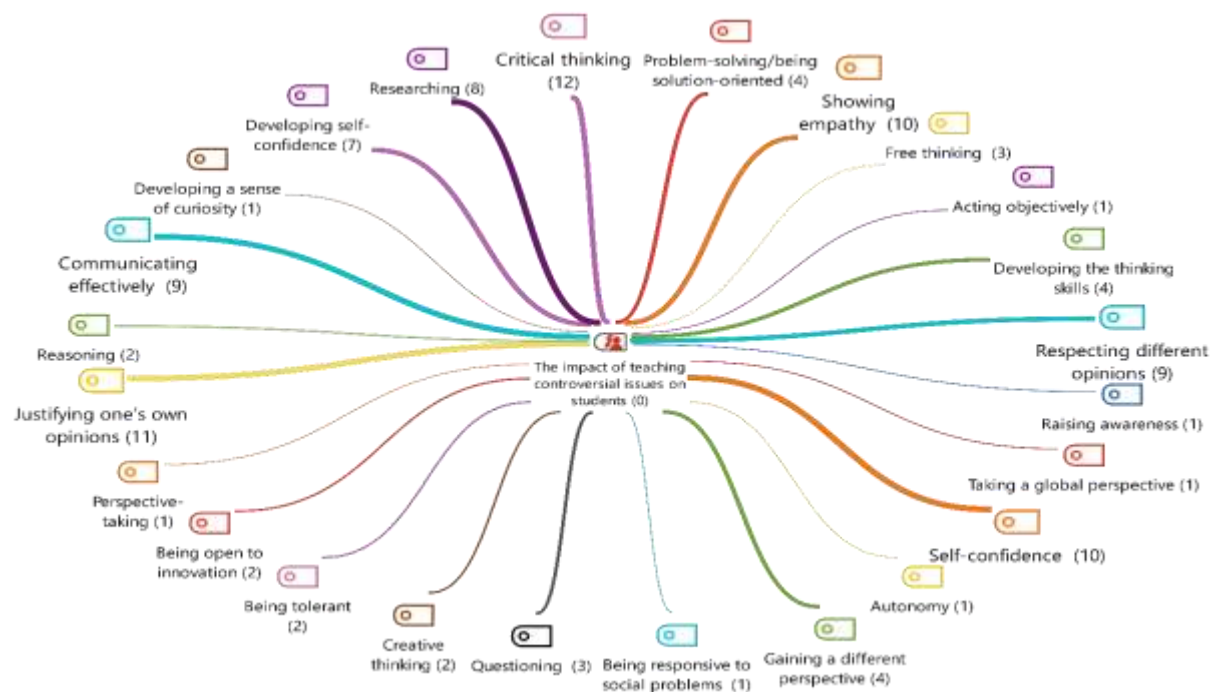 Critical thinking
(12)
Problem-solving/being
solution-oriented (4)
Researching (8)
Showing
empathy (10)
Developing self-
confidence (7)
Free thinking (3)
Developing a sense
of curiosity (1)
Acting objectively (1)
Communicating
effectively (9)
Developing the thinking
skills (4)
Reasoning (2)
Respecting different
opinions (9)
The impact of teaching
controversial issues on
students (0)
Justifying one's own
opinions (11)
Raising awareness (1)
Perspective-
taking (1)
Taking a global perspective (1)
Being open to
innovation (2)
Self-confidence (10)
Being tolerant
(2)
Autonomy (1)
Creative
thinking (2)
Questioning (3)
Being responsive to
social problems (1)
Gaining a different
perspective (4)